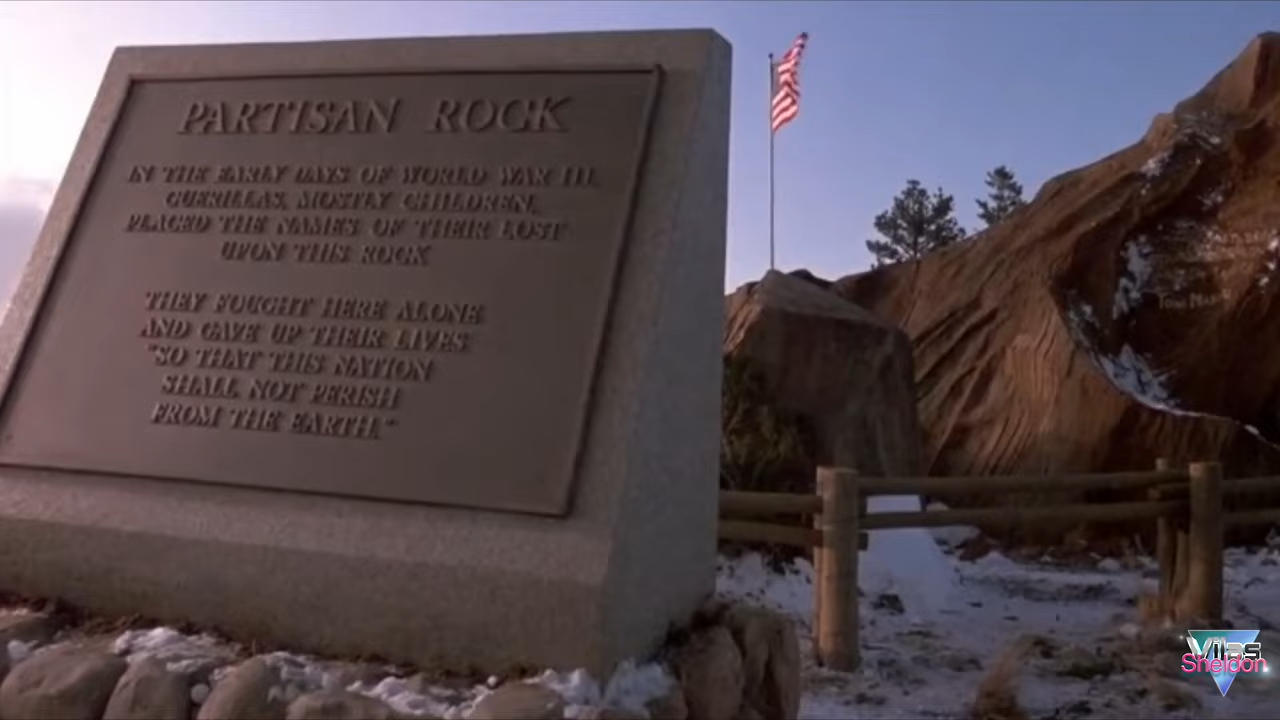 PARTISAN ROCK
IN THE EARLY DAYS OF WORLD WAR III,
GUERILLAS, MOSTLY CHILDREN,
PLACED THE NAMES OF THEIR LOST
UPON THIS ROCK
THEY FOUGHT HERE ALONE
AND GAVE UP THEIR LIVES
"SO THAT THIS NATION
SHALL NOT PERISH
FROM THE EARTH."
Vilas
Sheldon